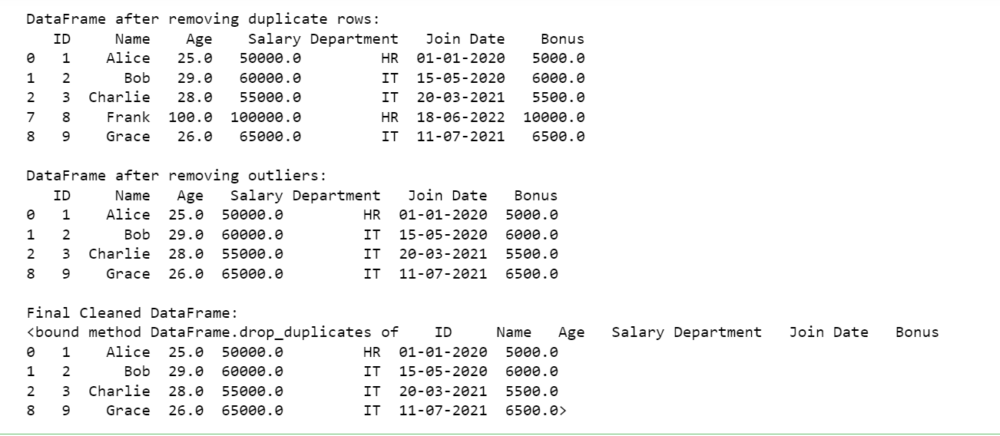 DataFrame after removing duplicate rows:
   ID     Name    Age    Salary Department   Join Date    Bonus
0   1    Alice   25.0   50000.0         HR  01-01-2020   5000.0
1   2      Bob   29.0   60000.0         IT  15-05-2020   6000.0
2   3  Charlie   28.0   55000.0         IT  20-03-2021   5500.0
7   8    Frank  100.0  100000.0         HR  18-06-2022  10000.0
8   9    Grace   26.0   65000.0         IT  11-07-2021   6500.0
DataFrame after removing outliers:
   ID     Name   Age   Salary Department   Join Date   Bonus
0   1    Alice  25.0  50000.0         HR  01-01-2020  5000.0
1   2      Bob  29.0  60000.0         IT  15-05-2020  6000.0
2   3  Charlie  28.0  55000.0         IT  20-03-2021  5500.0
8   9    Grace  26.0  65000.0         IT  11-07-2021  6500.0
Final Cleaned DataFrame:
<bound method DataFrame.drop_duplicates of    ID     Name   Age   Salary Department   Join Date   Bonus
0   1    Alice  25.0  50000.0         HR  01-01-2020  5000.0
1   2      Bob  29.0  60000.0         IT  15-05-2020  6000.0
2   3  Charlie  28.0  55000.0         IT  20-03-2021  5500.0
8   9    Grace  26.0  65000.0         IT  11-07-2021  6500.0>